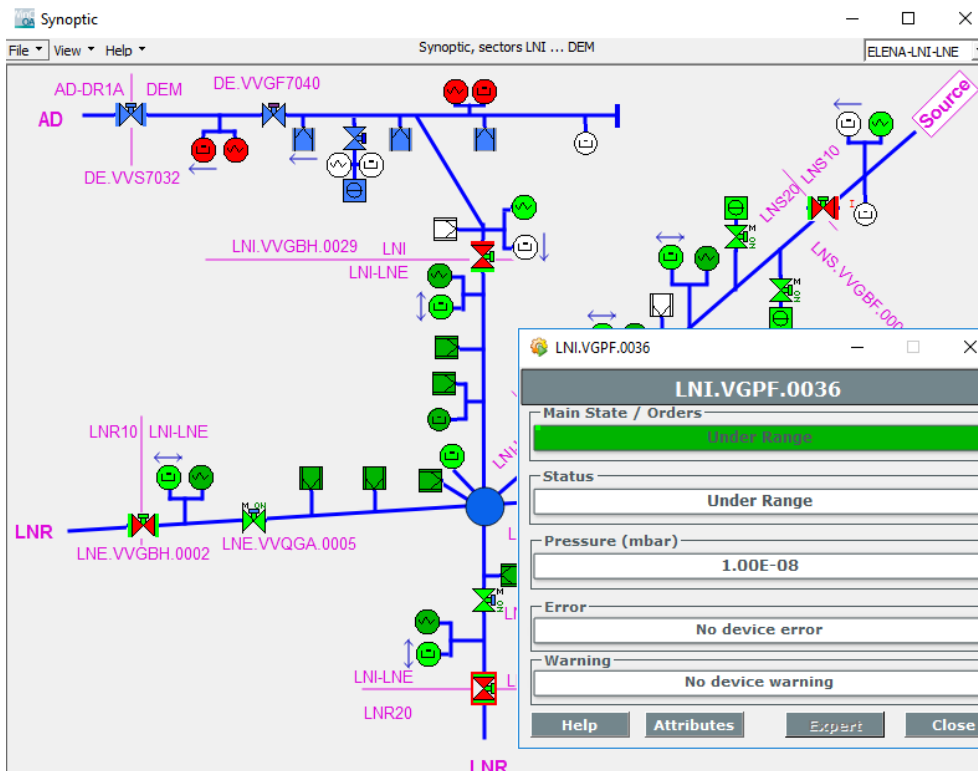 Synoptic
File View Help Synoptic, sectors LNI ... DEM ELENA-LNI-LNE
AD-DR1A DEM DE.VVGF7040
AD
DE.VVS7032
Source
LNS20 LNS10
LNI.VVGBH.0029 LNI
LNI-LNE
LNS.VVGBF.000
LNI.VGPF.0036
LNI.VGPF.0036
Main State / Orders
Under Range
Status
Under Range
Pressure (mbar)
1.00E-08
Error
No device error
Warning
No device warning
Help Attributes Expert Close
LNR10 LNI-LNE
LNR
LNE.VVGBH.0002 LNE.VVQGA.0005
LNI-LNE
LNR20
LNR